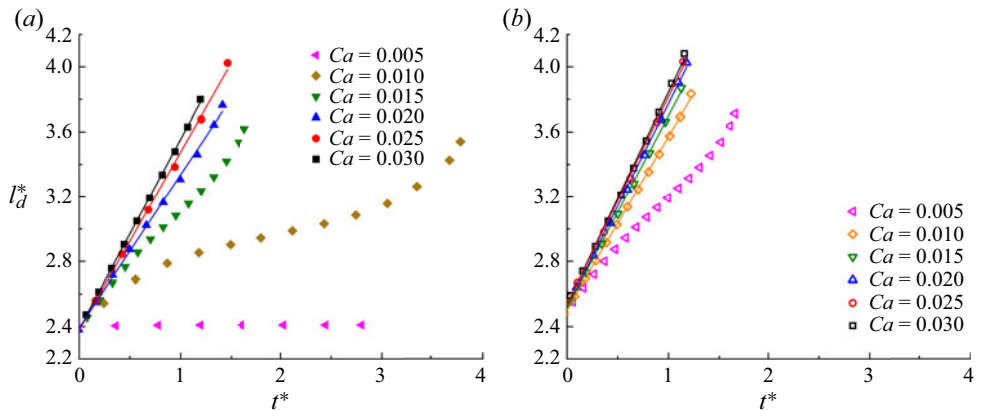 (a)
4.2
4.0
3.6
3.2
2.8
2.4
2.2
l*d
0 1 2 3 4
t*
Ca = 0.005
Ca = 0.010
Ca = 0.015
Ca = 0.020
Ca = 0.025
Ca = 0.030
(b)
4.2
4.0
3.6
3.2
2.8
2.4
2.2
0 1 2 3 4
t*
Ca = 0.005
Ca = 0.010
Ca = 0.015
Ca = 0.020
Ca = 0.025
Ca = 0.030